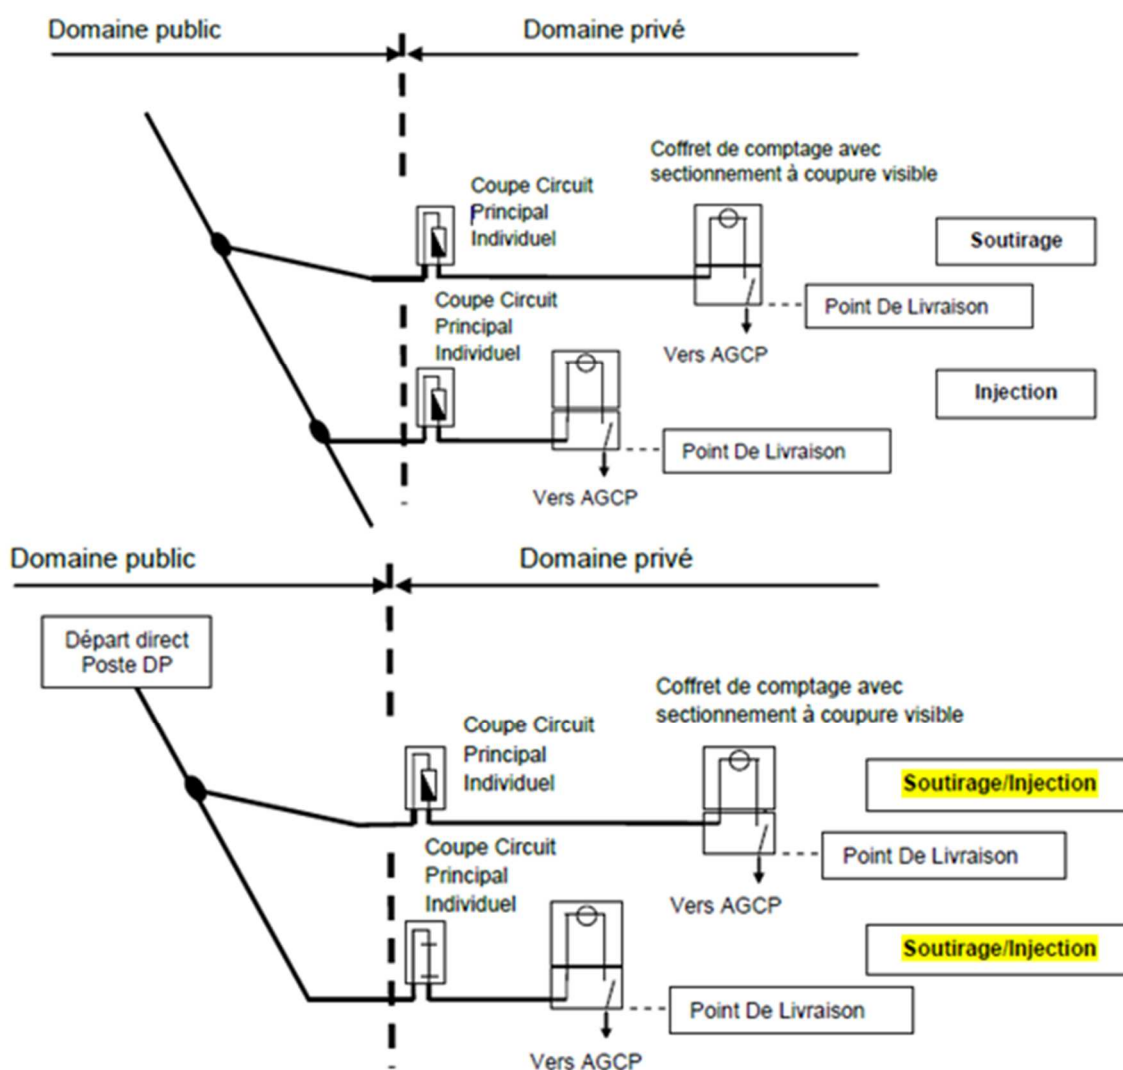 Domaine public
Domaine privé
Coffret de comptage avec
sectionnement à coupure visible
Coupe Circuit
Principal
Individuel
Soutirage
Point De Livraison
Vers AGCP
Coupe Circuit
Principal
Individuel
Injection
Point De Livraison
Vers AGCP
Domaine public
Domaine privé
Départ direct
Poste DP
Coffret de comptage avec
sectionnement à coupure visible
Coupe Circuit
Principal
Individuel
Soutirage/Injection
Point De Livraison
Vers AGCP
Coupe Circuit
Principal
Individuel
Soutirage/Injection
Point De Livraison
Vers AGCP